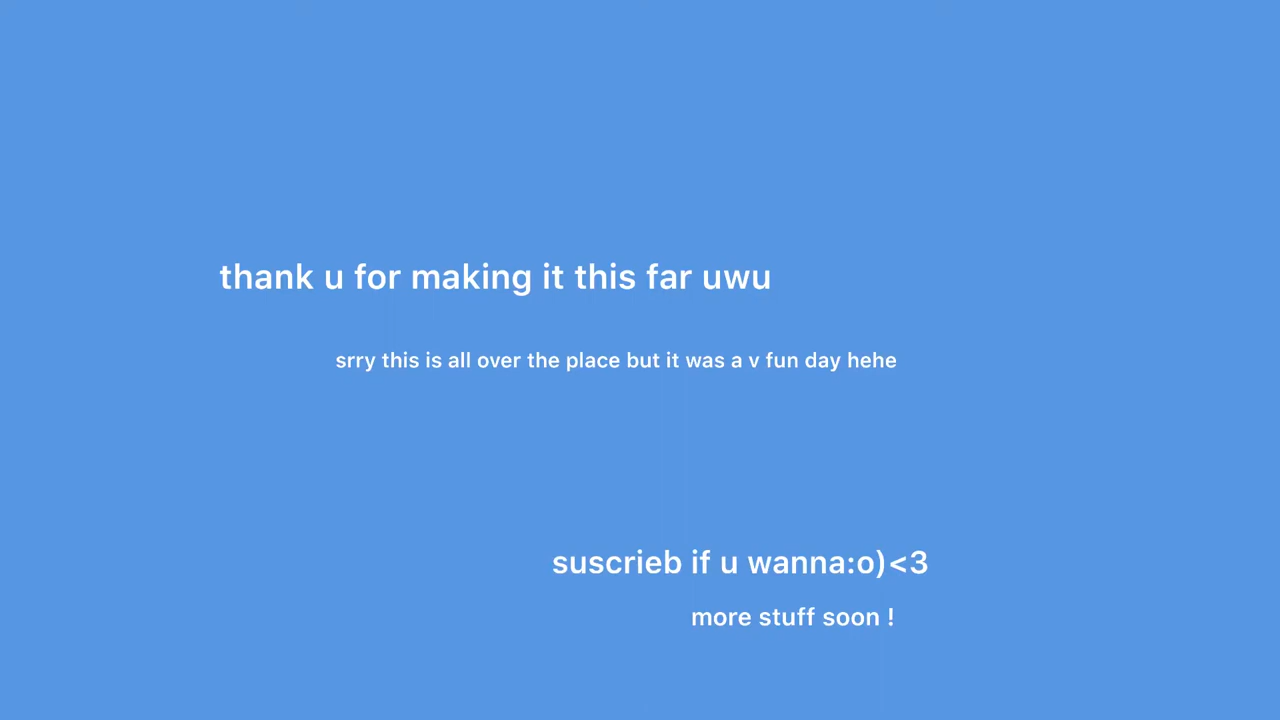 thank u for making it this far uwu
srry this is all over the place but it was a v fun day hehe
suscrieb if u wanna:o)<3
more stuff soon !